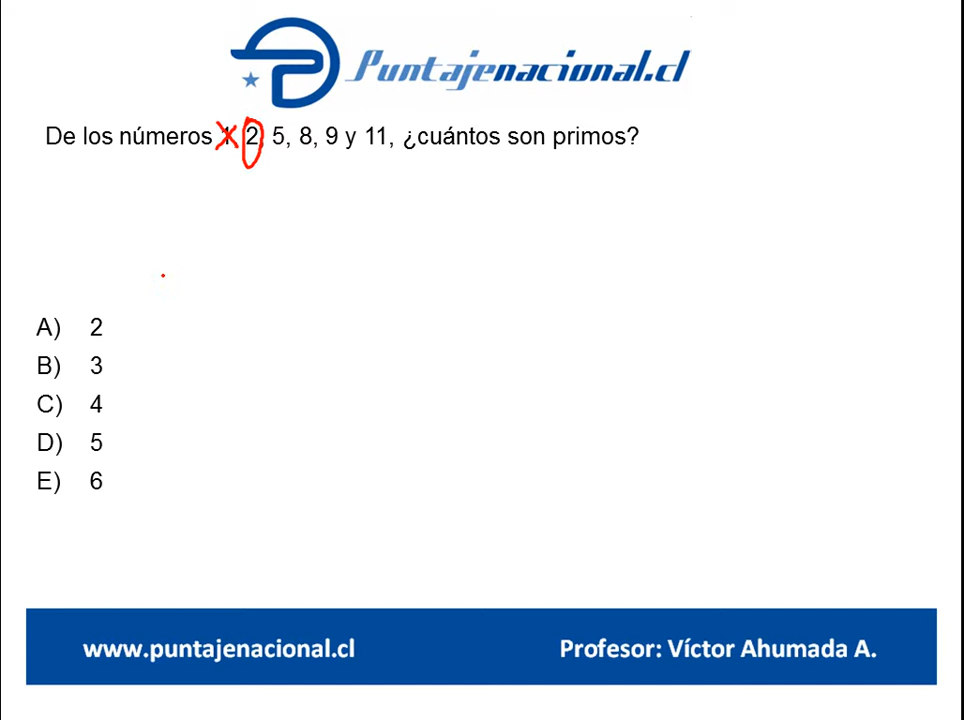 Puntajenacional.cl
De los números 1, 2, 5, 8, 9 y 11, ¿cuántos son primos?
A) 2
B) 3
C) 4
D) 5
E) 6
www.puntajenacional.cl Profesor: Víctor Ahumada A.